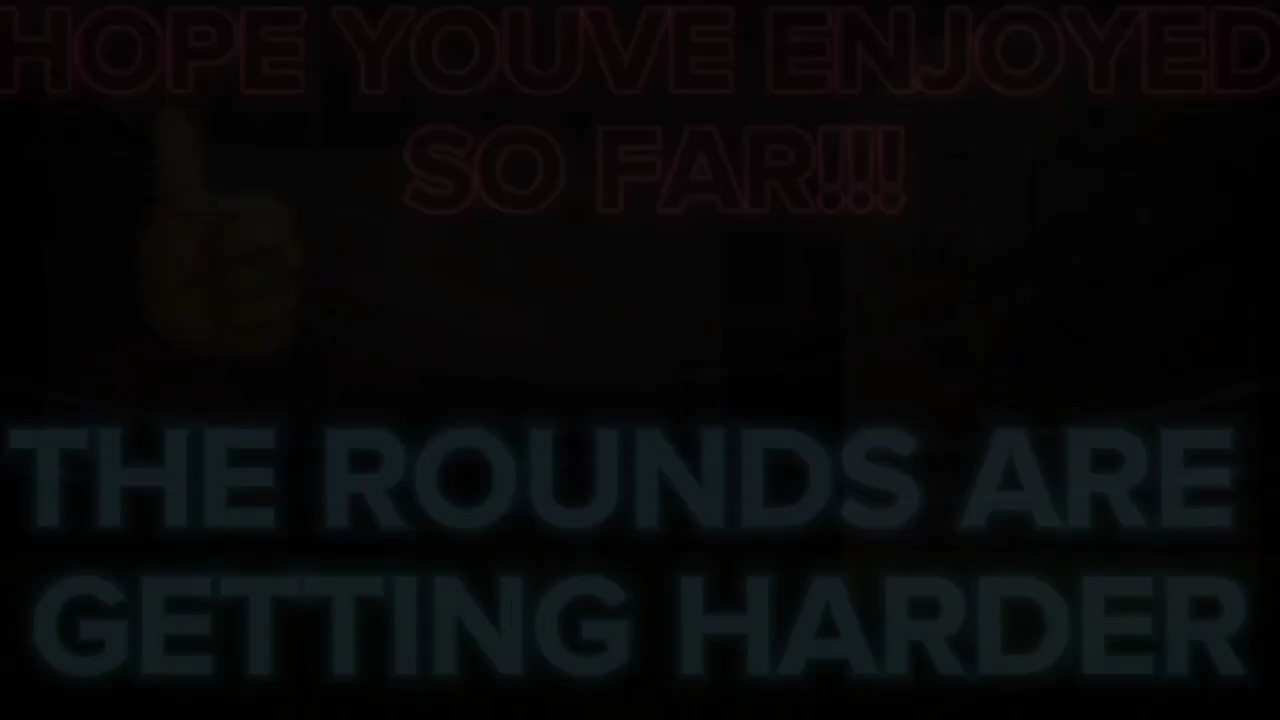 HOPE YOUVE ENJOYED
SO FAR!!!
THE ROUNDS ARE
GETTING HARDER